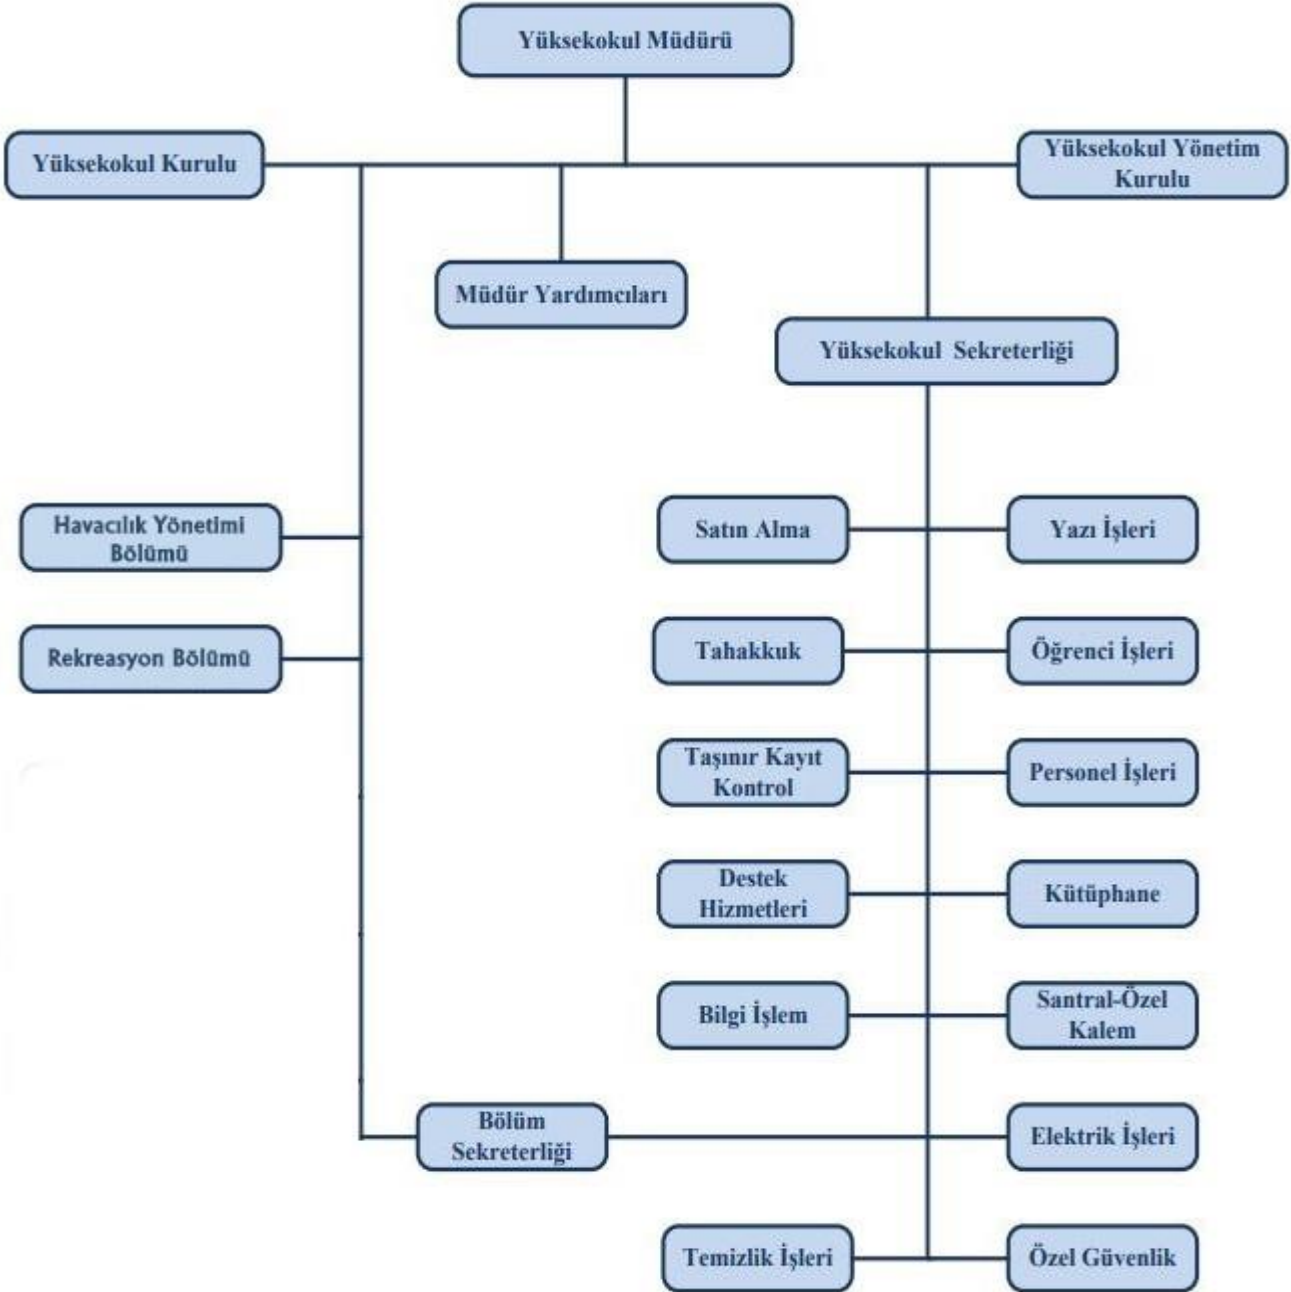 Yüksekokul Müdürü
Yüksekokul Kurulu
Yüksekokul Yönetim
Kurulu
Müdür Yardımcıları
Yüksekokul Sekreterliği
Havacılık Yönetimi
Bölümü
Satın Alma
Yazı İşleri
Rekreasyon Bölümü
Tahakkuk
Öğrenci İşleri
Taşınır Kayıt
Kontrol
Personel İşleri
Destek
Hizmetleri
Kütüphane
Bilgi İşlem
Santral-Özel
Kalem
Bölüm
Sekreterliği
Elektrik İşleri
Temizlik İşleri
Özel Güvenlik